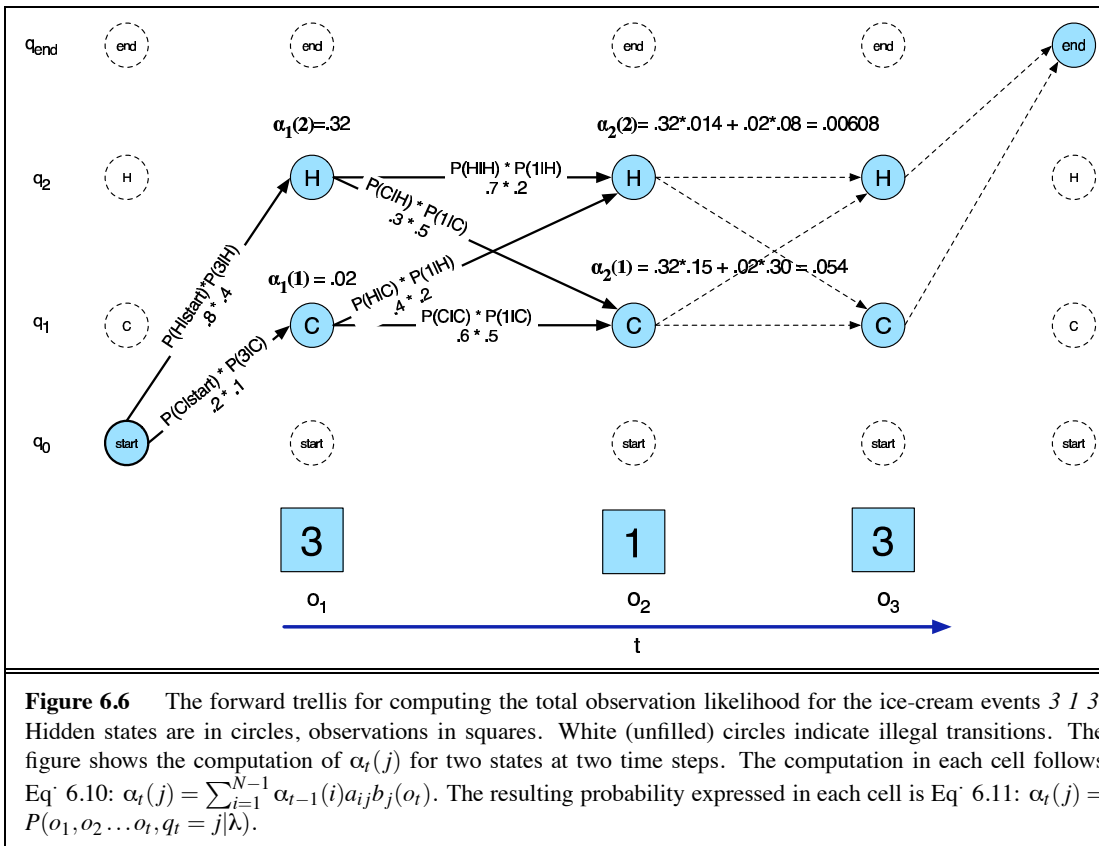 q_end end end end end end
α₁(2)=.32 α₂(2)= .32*.014 + .02*.08 = .00608
q₂ H H H H H
P(H|H) * P(1|H)
.7 * .2
P(C|H) * P(1|C)
.3 * .5
α₁(1) = .02 α₂(1) = .32*.15 + .02*.30 = .054
P(H|C) * P(1|H)
.4 * .2
q₁ C C C C C
P(C|C) * P(1|C)
.6 * .5
P(H|start)*P(3|H)
.8 * .4
P(C|start) * P(3|C)
.2 * .1
q₀ start start start start start
3 1 3
o₁ o₂ o₃
t
Figure 6.6 The forward trellis for computing the total observation likelihood for the ice-cream events 3 1 3
Hidden states are in circles, observations in squares. White (unfilled) circles indicate illegal transitions. The
figure shows the computation of αₜ(j) for two states at two time steps. The computation in each cell follows
Eq˙ 6.10: αₜ(j) = ∑_{i=1}^{N−1} αₜ₋₁(i)a_{ij}b_j(oₜ). The resulting probability expressed in each cell is Eq˙ 6.11: αₜ(j) =
P(o₁,o₂…oₜ,qₜ = j|λ).